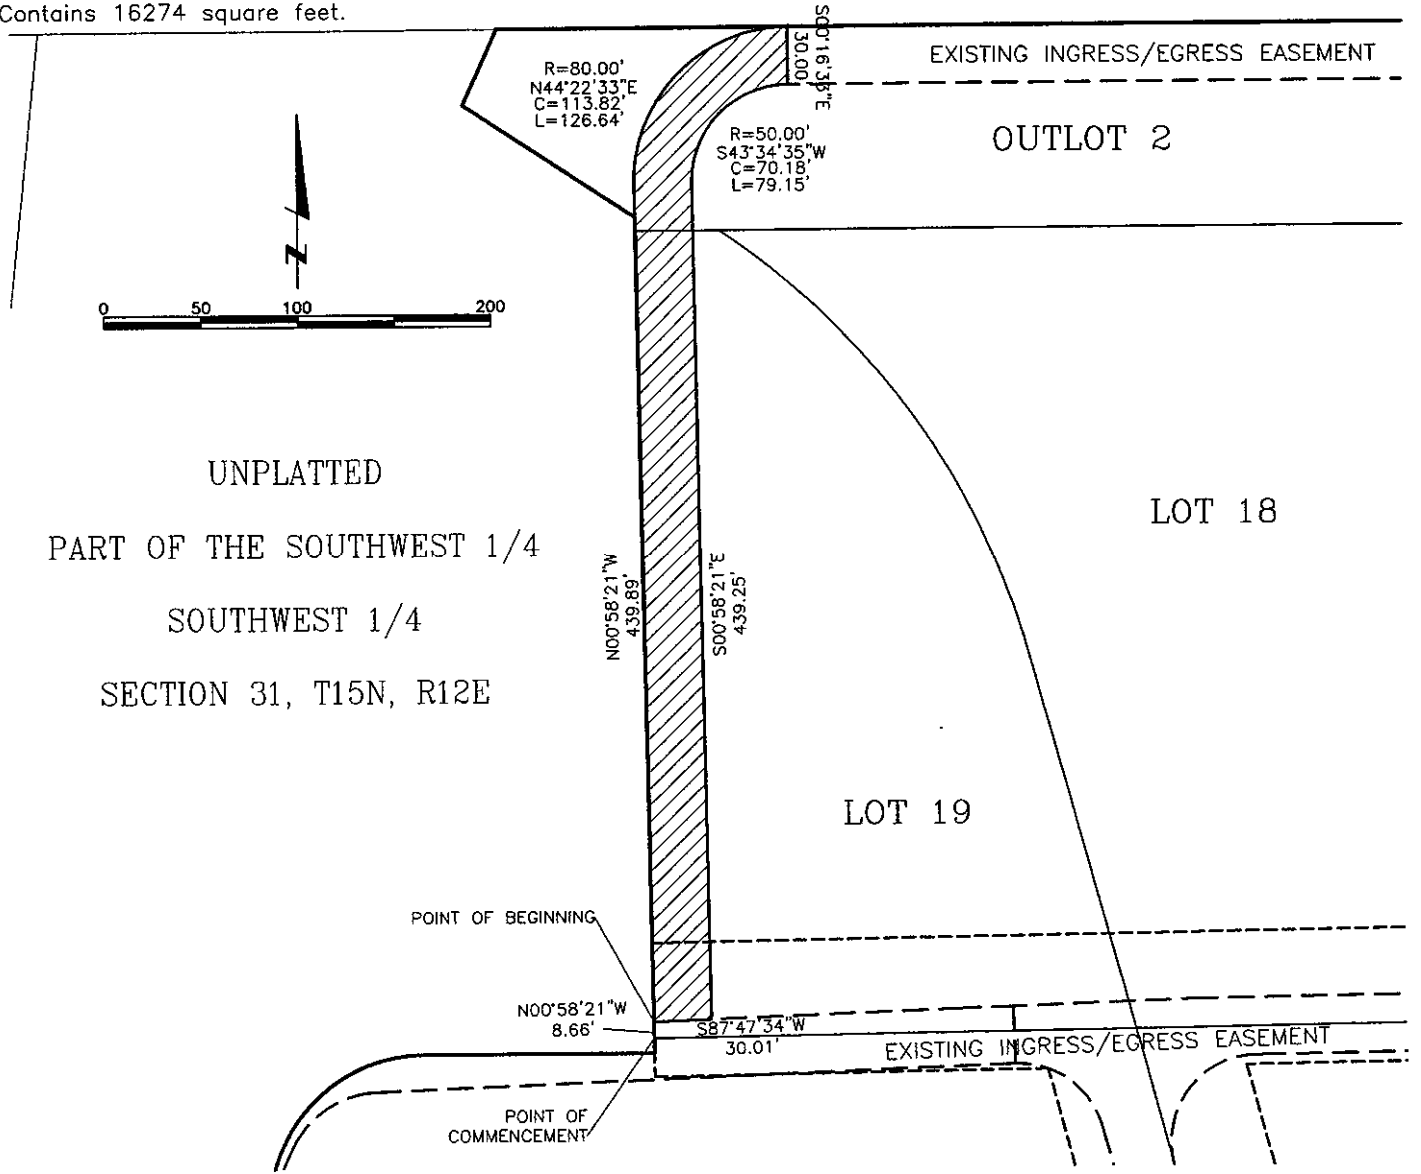 Contains 16274 square feet.
S00°16'33"E
30.00'
EXISTING INGRESS/EGRESS EASEMENT
R=80.00'
N44°22'33"E
C=113.82'
L=126.64'
R=50.00'
S43°34'35"W
C=70.18'
L=79.15'
OUTLOT 2
N
0 50 100 200
UNPLATTED
PART OF THE SOUTHWEST 1/4
SOUTHWEST 1/4
SECTION 31, T15N, R12E
N00°58'21"W
439.89'
S00°58'21"E
439.25'
LOT 18
LOT 19
POINT OF BEGINNING
N00°58'21"W
8.66'
S87°47'34"W
30.01'
EXISTING INGRESS/EGRESS EASEMENT
POINT OF
COMMENCEMENT